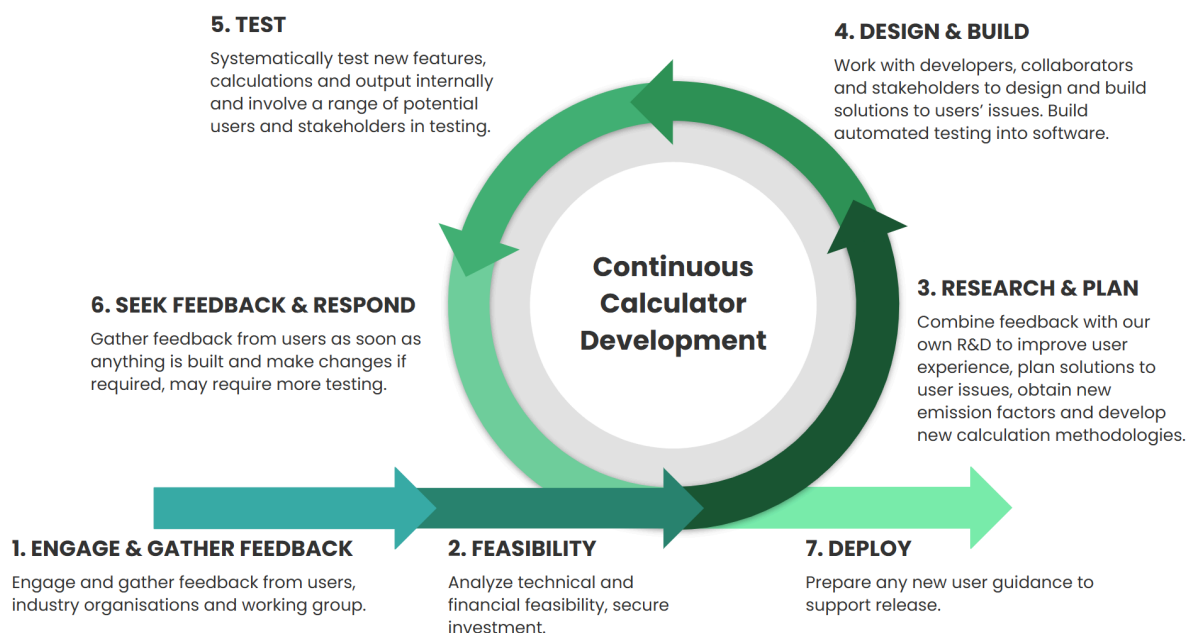 5. TEST
Systematically test new features,
calculations and output internally
and involve a range of potential
users and stakeholders in testing.
4. DESIGN & BUILD
Work with developers, collaborators
and stakeholders to design and build
solutions to users’ issues. Build
automated testing into software.
Continuous
Calculator
Development
6. SEEK FEEDBACK & RESPOND
Gather feedback from users as soon as
anything is built and make changes if
required, may require more testing.
3. RESEARCH & PLAN
Combine feedback with our
own R&D to improve user
experience, plan solutions to
user issues, obtain new
emission factors and develop
new calculation methodologies.
1. ENGAGE & GATHER FEEDBACK
Engage and gather feedback from users,
industry organisations and working group.
2. FEASIBILITY
Analyze technical and
financial feasibility, secure
investment.
7. DEPLOY
Prepare any new user guidance to
support release.